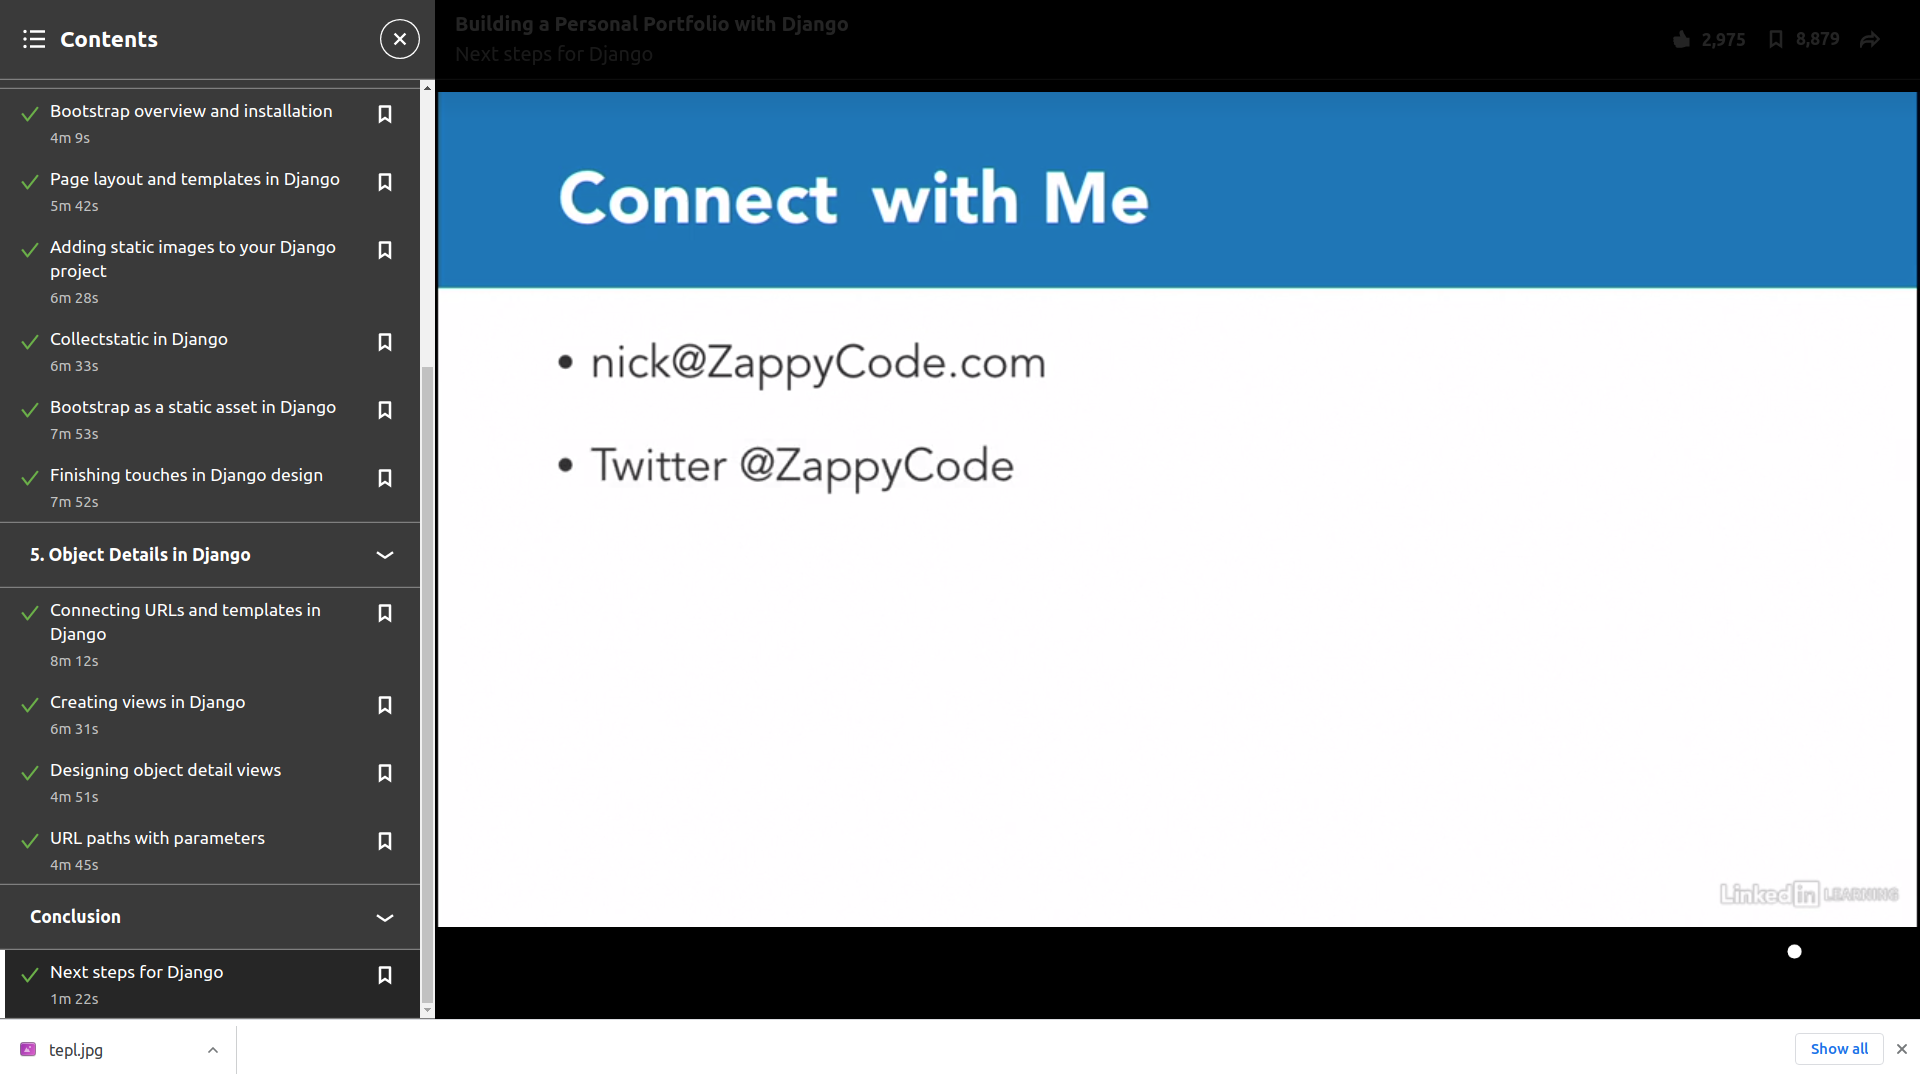 Contents
Building a Personal Portfolio with Django
Next steps for Django
2,975
8,879
Bootstrap overview and installation
4m 9s
Page layout and templates in Django
5m 42s
Adding static images to your Django
project
6m 28s
Collectstatic in Django
6m 33s
Bootstrap as a static asset in Django
7m 53s
Finishing touches in Django design
7m 52s
5. Object Details in Django
Connecting URLs and templates in
Django
8m 12s
Creating views in Django
6m 31s
Designing object detail views
4m 51s
URL paths with parameters
4m 45s
Conclusion
Next steps for Django
1m 22s
Connect with Me
• nick@ZappyCode.com
• Twitter @ZappyCode
Linked in LEARNING
tepl.jpg
Show all